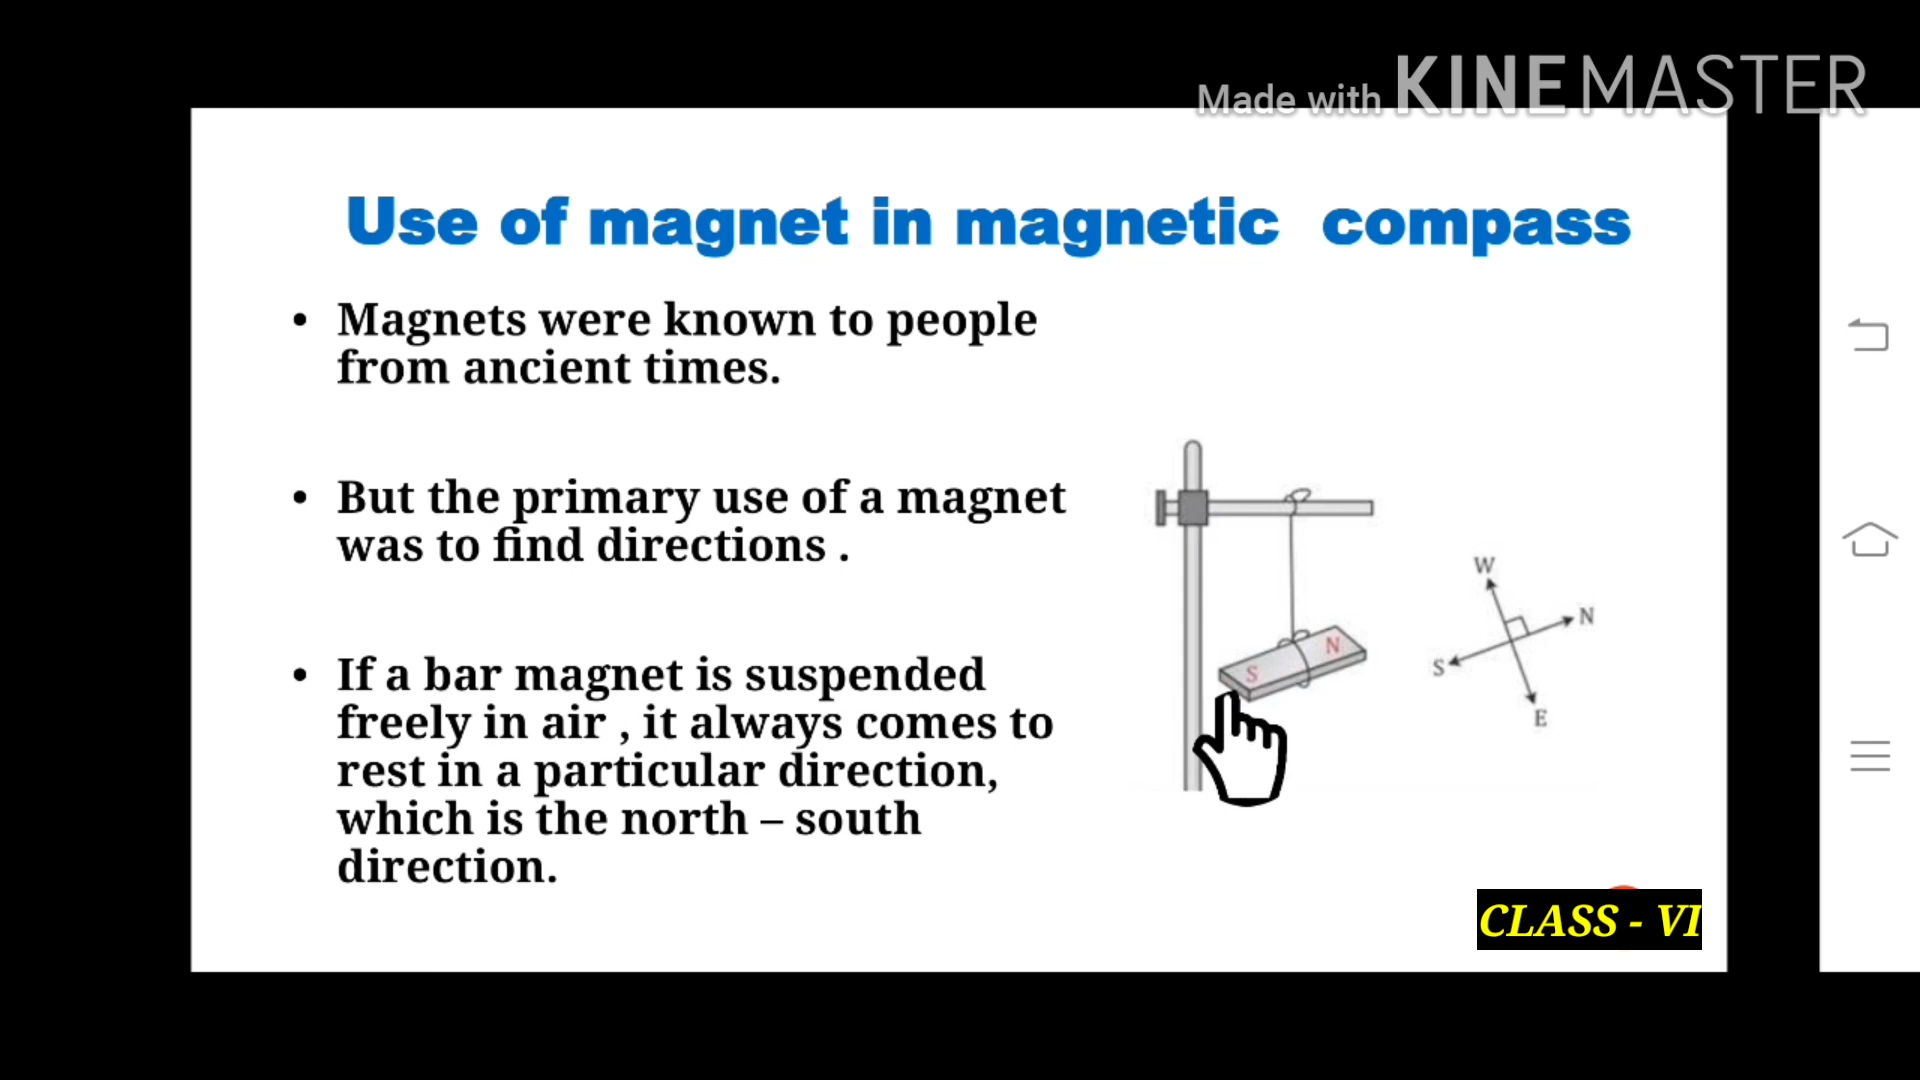 Made with KINEMASTER
Use of magnet in magnetic compass
• Magnets were known to people
from ancient times.
• But the primary use of a magnet
was to find directions .
• If a bar magnet is suspended
freely in air , it always comes to
rest in a particular direction,
which is the north – south
direction.
W
N
S
E
N
S
CLASS - VI